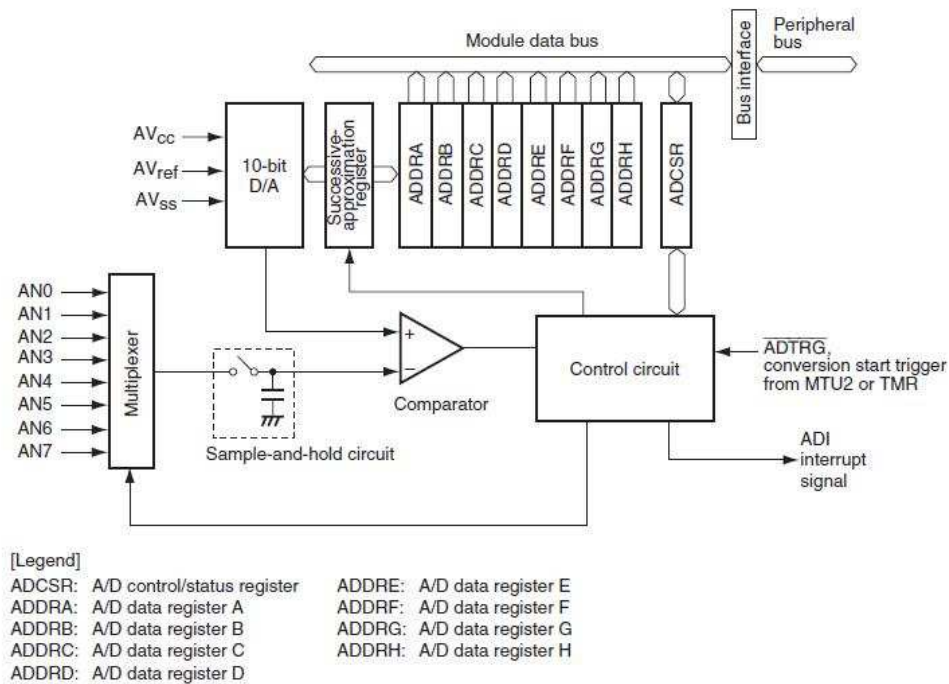 Module data bus
Peripheral
bus
Bus interface
AVcc
AVref
AVss
10-bit
D/A
Successive-
approximation
register
ADDRA
ADDRB
ADDRC
ADDRD
ADDRE
ADDRF
ADDRG
ADDRH
ADCSR
AN0
AN1
AN2
AN3
AN4
AN5
AN6
AN7
Multiplexer
+
−
Comparator
Sample-and-hold circuit
Control circuit
ADTRG,
conversion start trigger
from MTU2 or TMR
ADI
interrupt
signal
[Legend]
ADCSR: A/D control/status register
ADDRA: A/D data register A
ADDRB: A/D data register B
ADDRC: A/D data register C
ADDRD: A/D data register D
ADDRE: A/D data register E
ADDRF: A/D data register F
ADDRG: A/D data register G
ADDRH: A/D data register H